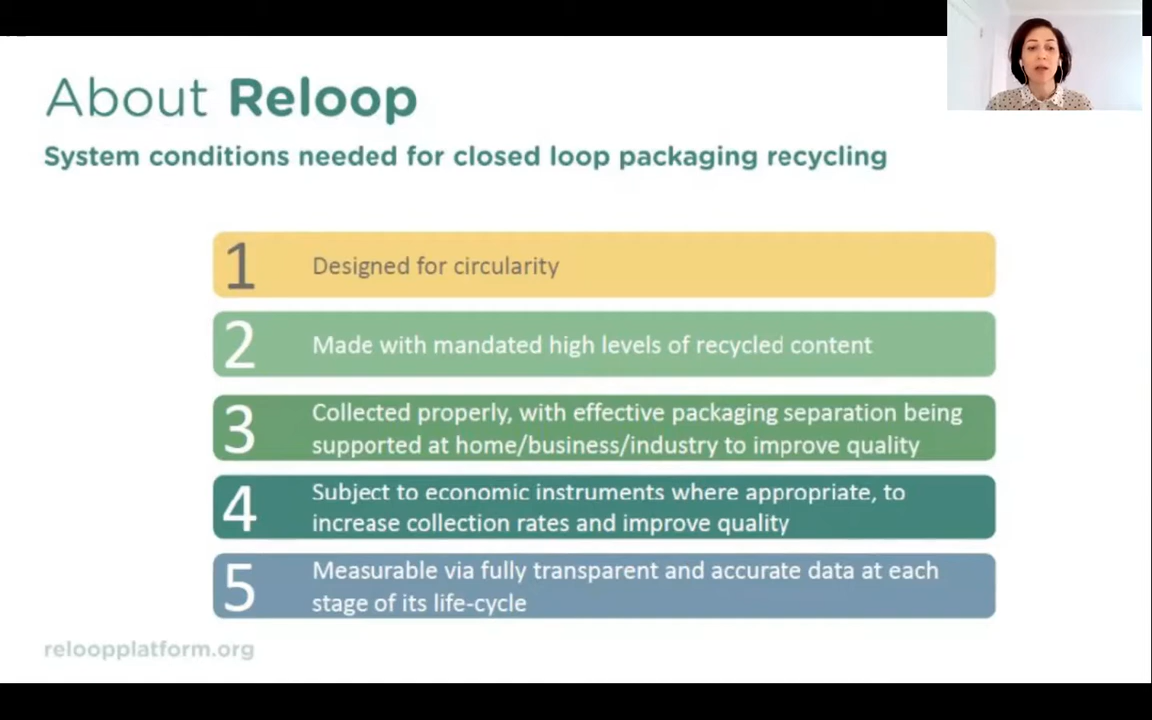 About Reloop
System conditions needed for closed loop packaging recycling
1
Designed for circularity
2
Made with mandated high levels of recycled content
3
Collected properly, with effective packaging separation being
supported at home/business/industry to improve quality
4
Subject to economic instruments where appropriate, to
increase collection rates and improve quality
5
Measurable via fully transparent and accurate data at each
stage of its life-cycle
reloopplatform.org